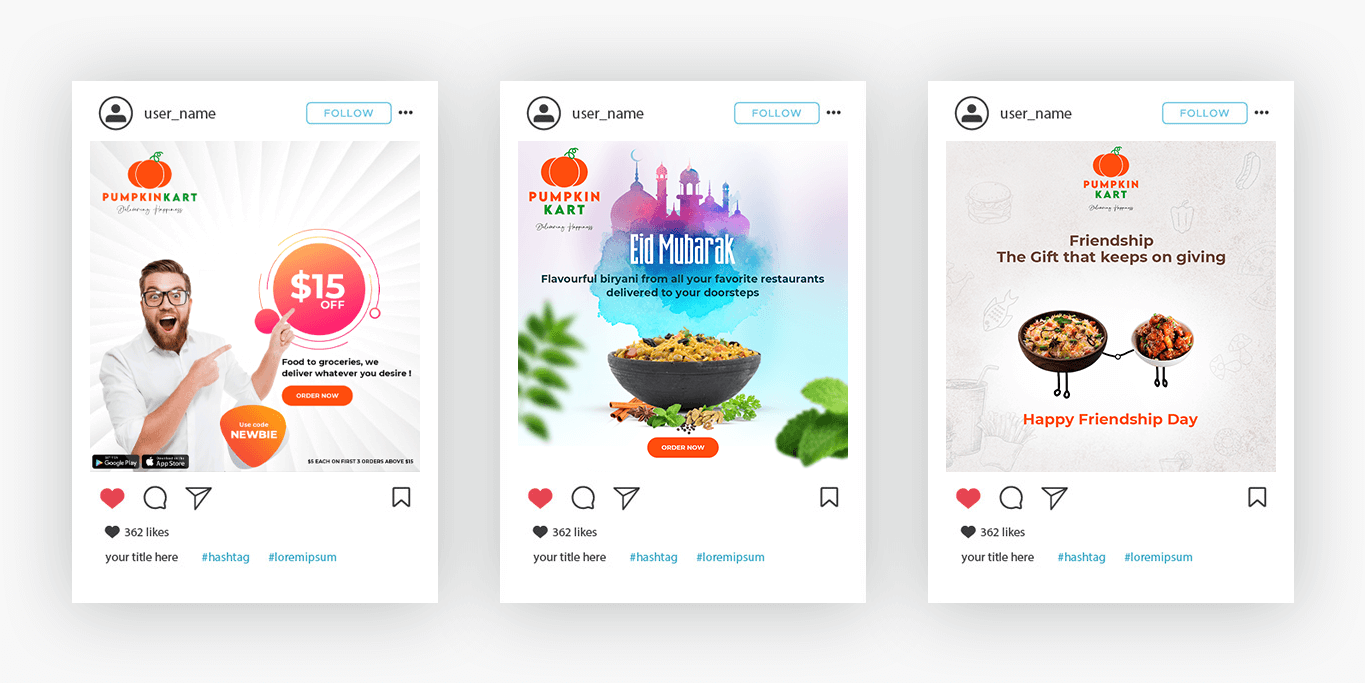 user_name
FOLLOW
PUMPKINKART
Delivering Happiness
$15
OFF
Food to groceries, we
deliver whatever you desire !
ORDER NOW
Use code
NEWBIE
GET IT ON
Google Play
Download on the
App Store
$5 EACH ON FIRST 3 ORDERS ABOVE $15
362 likes
your title here #hashtag #loremipsum
user_name
FOLLOW
PUMPKIN
KART
Delivering Happiness
Eid Mubarak
Flavourful biryani from all your favorite restaurants
delivered to your doorsteps
ORDER NOW
362 likes
your title here #hashtag #loremipsum
user_name
FOLLOW
PUMPKIN
KART
Delivering Happiness
Friendship
The Gift that keeps on giving
Happy Friendship Day
362 likes
your title here #hashtag #loremipsum